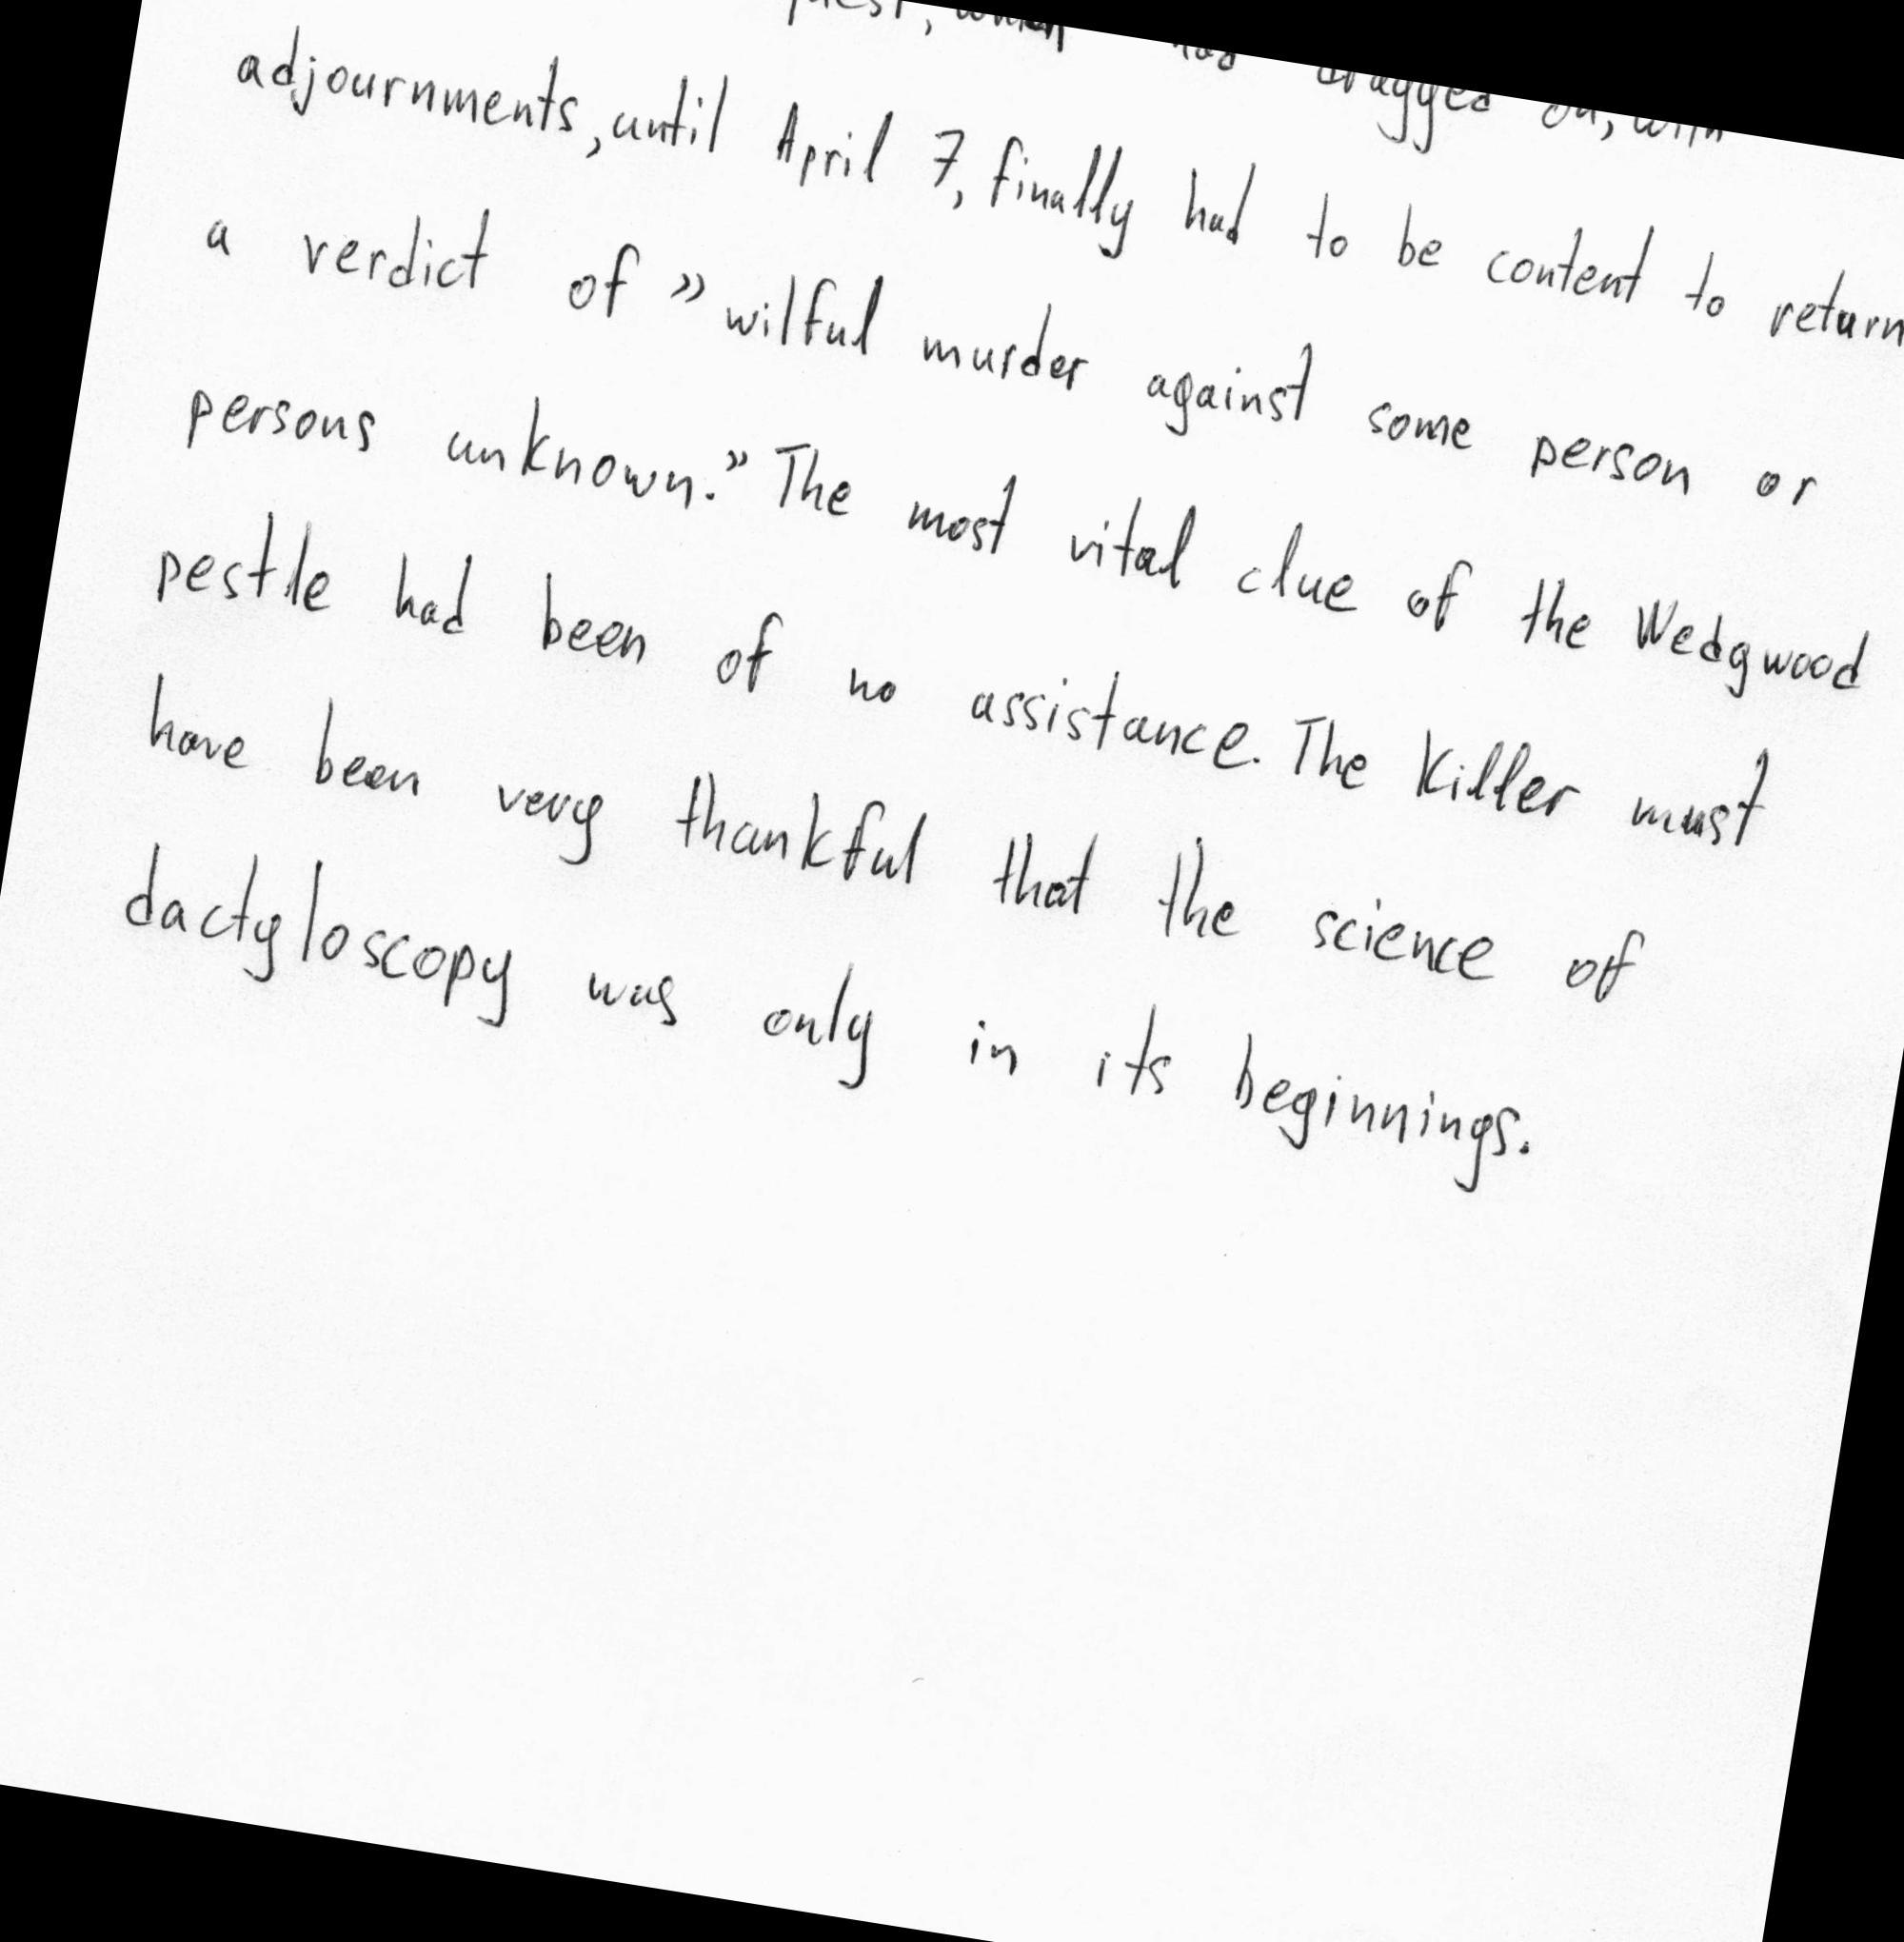 which had dragged on, with
adjournments, until April 7, finally had to be content to return
a verdict of »wilful murder against some person or
persons unknown.” The most vital clue of the Wedgwood
pestle had been of no assistance. The Killer must
have been very thankful that the science of
dactyloscopy was only in its beginnings.